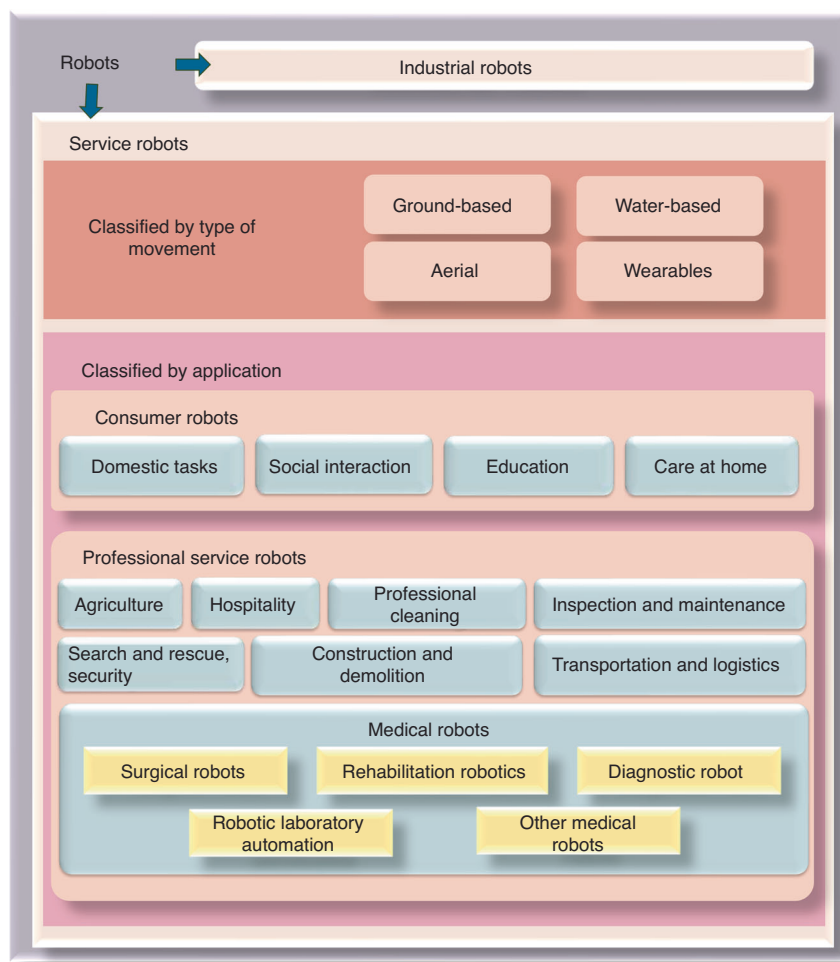 Robots
Industrial robots
Service robots
Classified by type of
movement
Ground-based
Water-based
Aerial
Wearables
Classified by application
Consumer robots
Domestic tasks
Social interaction
Education
Care at home
Professional service robots
Agriculture
Hospitality
Professional
cleaning
Inspection and maintenance
Search and rescue,
security
Construction and
demolition
Transportation and logistics
Medical robots
Surgical robots
Rehabilitation robotics
Diagnostic robot
Robotic laboratory
automation
Other medical
robots